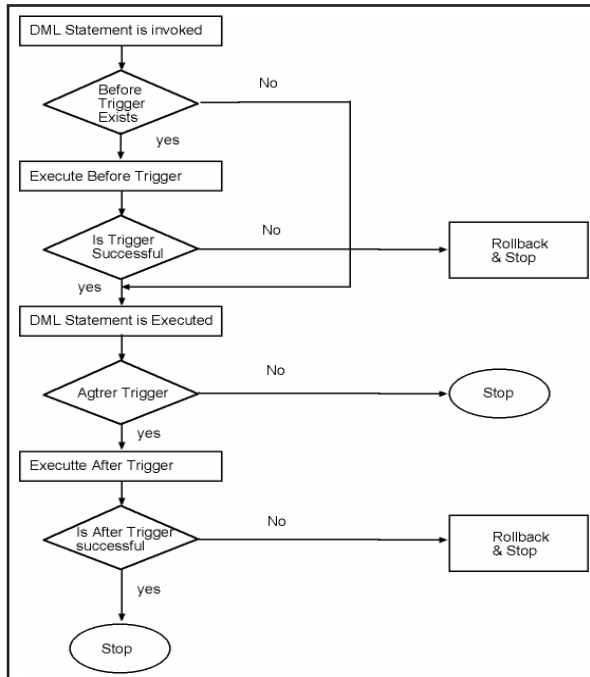 DML Statement is invoked
No
Before
Trigger
Exists
yes
Execute Before Trigger
Is Trigger
Successful
No
Rollback
& Stop
yes
DML Statement is Executed
No
Agtrer Trigger
Stop
yes
Executte After Trigger
Is After Trigger
successful
No
Rollback
& Stop
yes
Stop